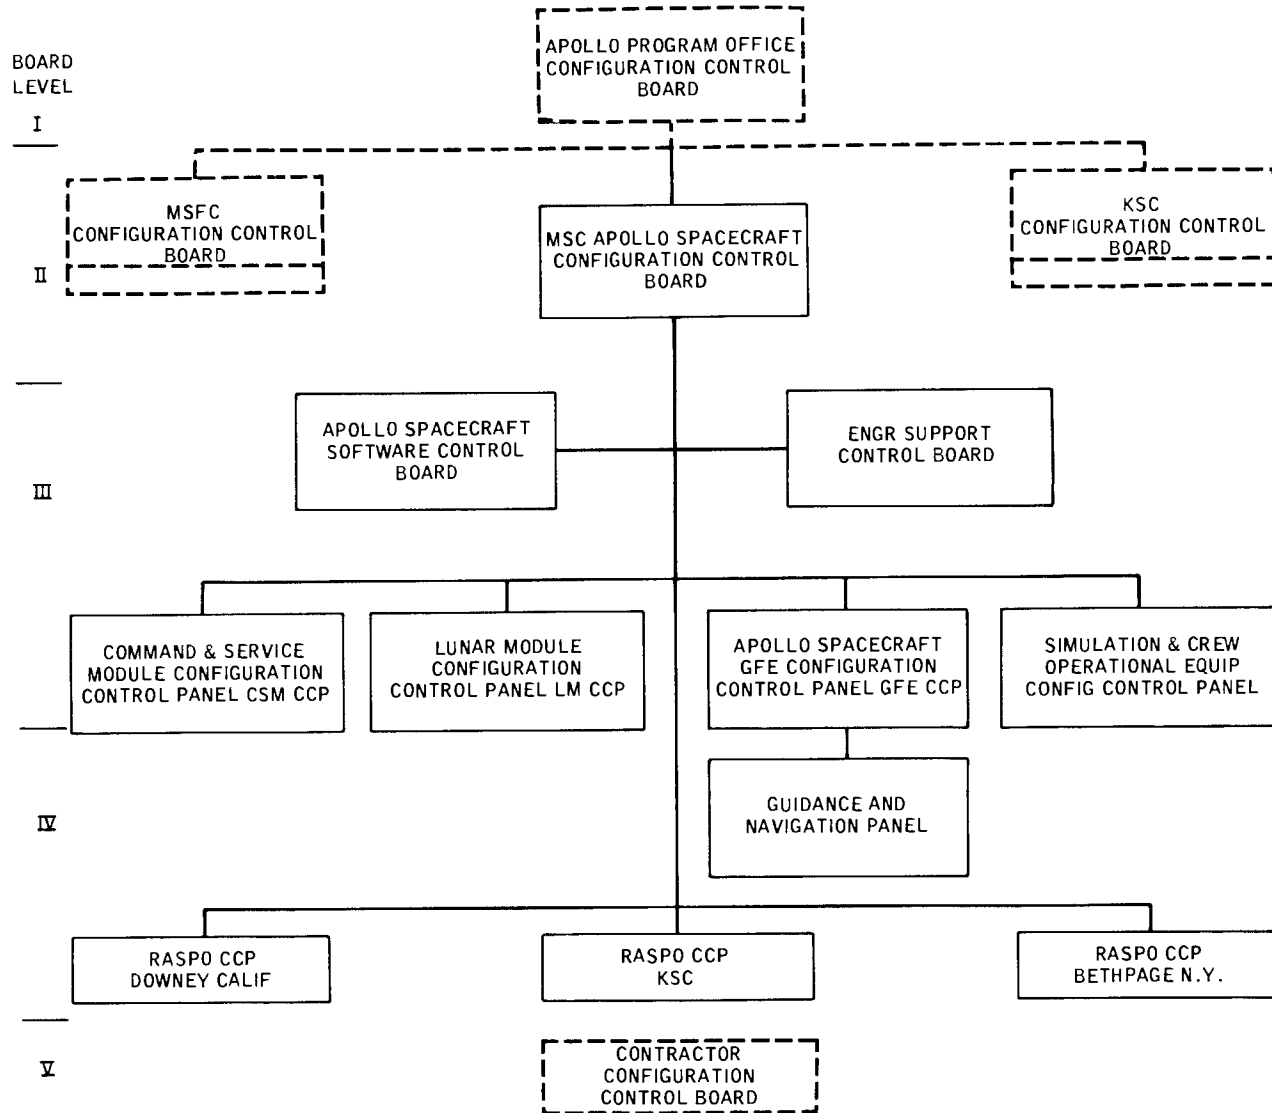 BOARD
LEVEL
I
APOLLO PROGRAM OFFICE
CONFIGURATION CONTROL
BOARD
II
MSFC
CONFIGURATION CONTROL
BOARD
MSC APOLLO SPACECRAFT
CONFIGURATION CONTROL
BOARD
KSC
CONFIGURATION CONTROL
BOARD
III
APOLLO SPACECRAFT
SOFTWARE CONTROL
BOARD
ENGR SUPPORT
CONTROL BOARD
COMMAND & SERVICE
MODULE CONFIGURATION
CONTROL PANEL CSM CCP
LUNAR MODULE
CONFIGURATION
CONTROL PANEL LM CCP
APOLLO SPACECRAFT
GFE CONFIGURATION
CONTROL PANEL GFE CCP
SIMULATION & CREW
OPERATIONAL EQUIP
CONFIG CONTROL PANEL
IV
GUIDANCE AND
NAVIGATION PANEL
RASPO CCP
DOWNEY CALIF
RASPO CCP
KSC
RASPO CCP
BETHPAGE N.Y.
V
CONTRACTOR
CONFIGURATION
CONTROL BOARD